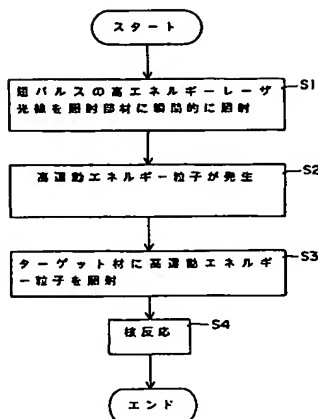 スタート
短パルスの高エネルギーレーザ
S1
光線を照射部材に瞬間的に照射
S2
高運動エネルギー粒子が発生
S3
ターゲット材に高運動エネルギ
ー粒子を照射
S4
核反応
エンド